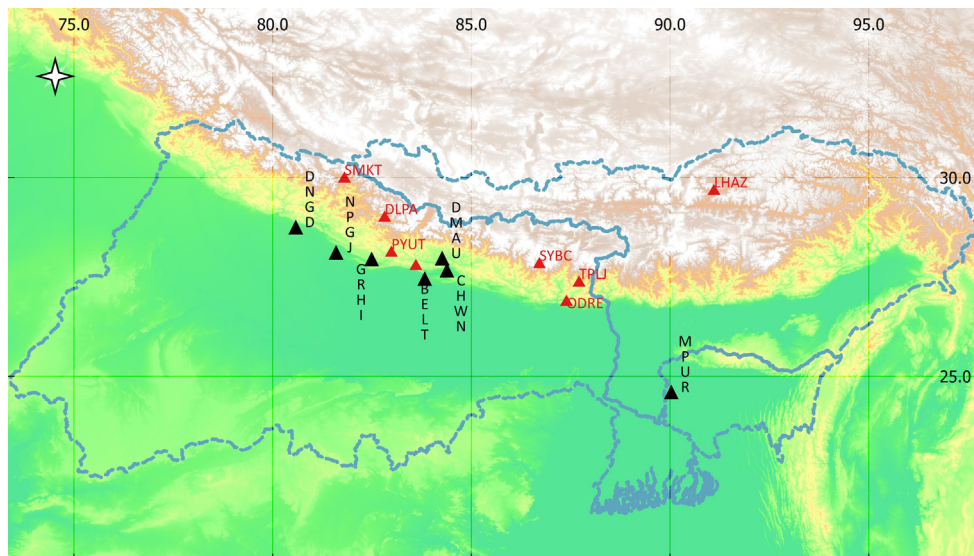 75.0 80.0 85.0 90.0 95.0
30.0
25.0
SMKT
LHAZ
DNGD
NPGJ
DLPA
DMAU
PYUT
SYBC
GRHI
BELT
CHWN
TPLJ
ODRE
MPUR